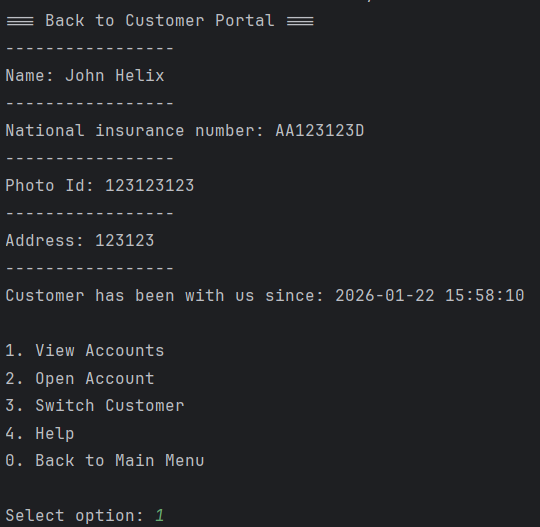 === Back to Customer Portal ===
-----------------
Name: John Helix
-----------------
National insurance number: AA123123D
-----------------
Photo Id: 123123123
-----------------
Address: 123123
-----------------
Customer has been with us since: 2026-01-22 15:58:10
1. View Accounts
2. Open Account
3. Switch Customer
4. Help
0. Back to Main Menu
Select option: 1